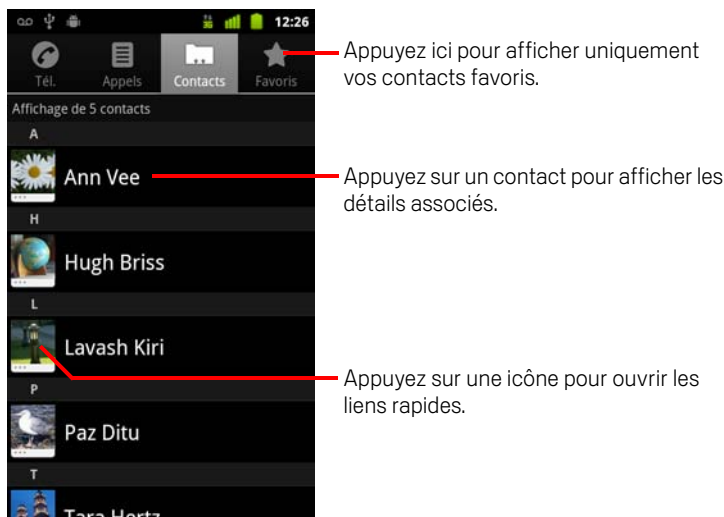 3G 12:26
Tél. Appels Contacts Favoris
Appuyez ici pour afficher uniquement
vos contacts favoris.
Affichage de 5 contacts
A
Ann Vee
Appuyez sur un contact pour afficher les
détails associés.
H
Hugh Briss
L
Lavash Kiri
Appuyez sur une icône pour ouvrir les
liens rapides.
P
Paz Ditu
T
Tara Hertz